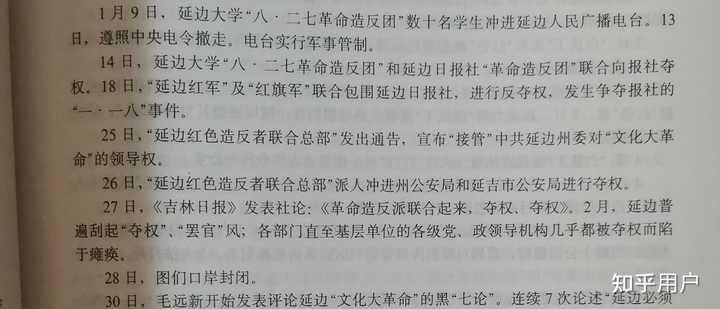 1月9日，延边大学“八·二七革命造反团”数十名学生冲进延边人民广播电台。13
日，遵照中央电令撤走。电台实行军事管制。
14日，延边大学“八·二七革命造反团”和延边日报社“革命造反团”联合向报社夺
权，18日，“延边红军”及“红旗军”联合包围延边日报社，进行反夺权，发生争夺报社的
“一·一八”事件。
25日，“延边红色造反者联合总部”发出通告，宣布“接管”中共延边州委对“文化大革
命”的领导权。
26日，“延边红色造反者联合总部”派人冲进州公安局和延吉市公安局进行夺权。
27日，《吉林日报》发表社论：《革命造反派联合起来，夺权、夺权》。2月，延边普
遍刮起“夺权”、“罢官”风；各部门直至基层单位的各级党、政领导机构几乎都被夺权而陷
于瘫痪。
28日，图们口岸封闭。
30日，毛远新开始发表评论延边“文化大革命”的黑“七论”。连续7次论述“延边必须
知乎用户